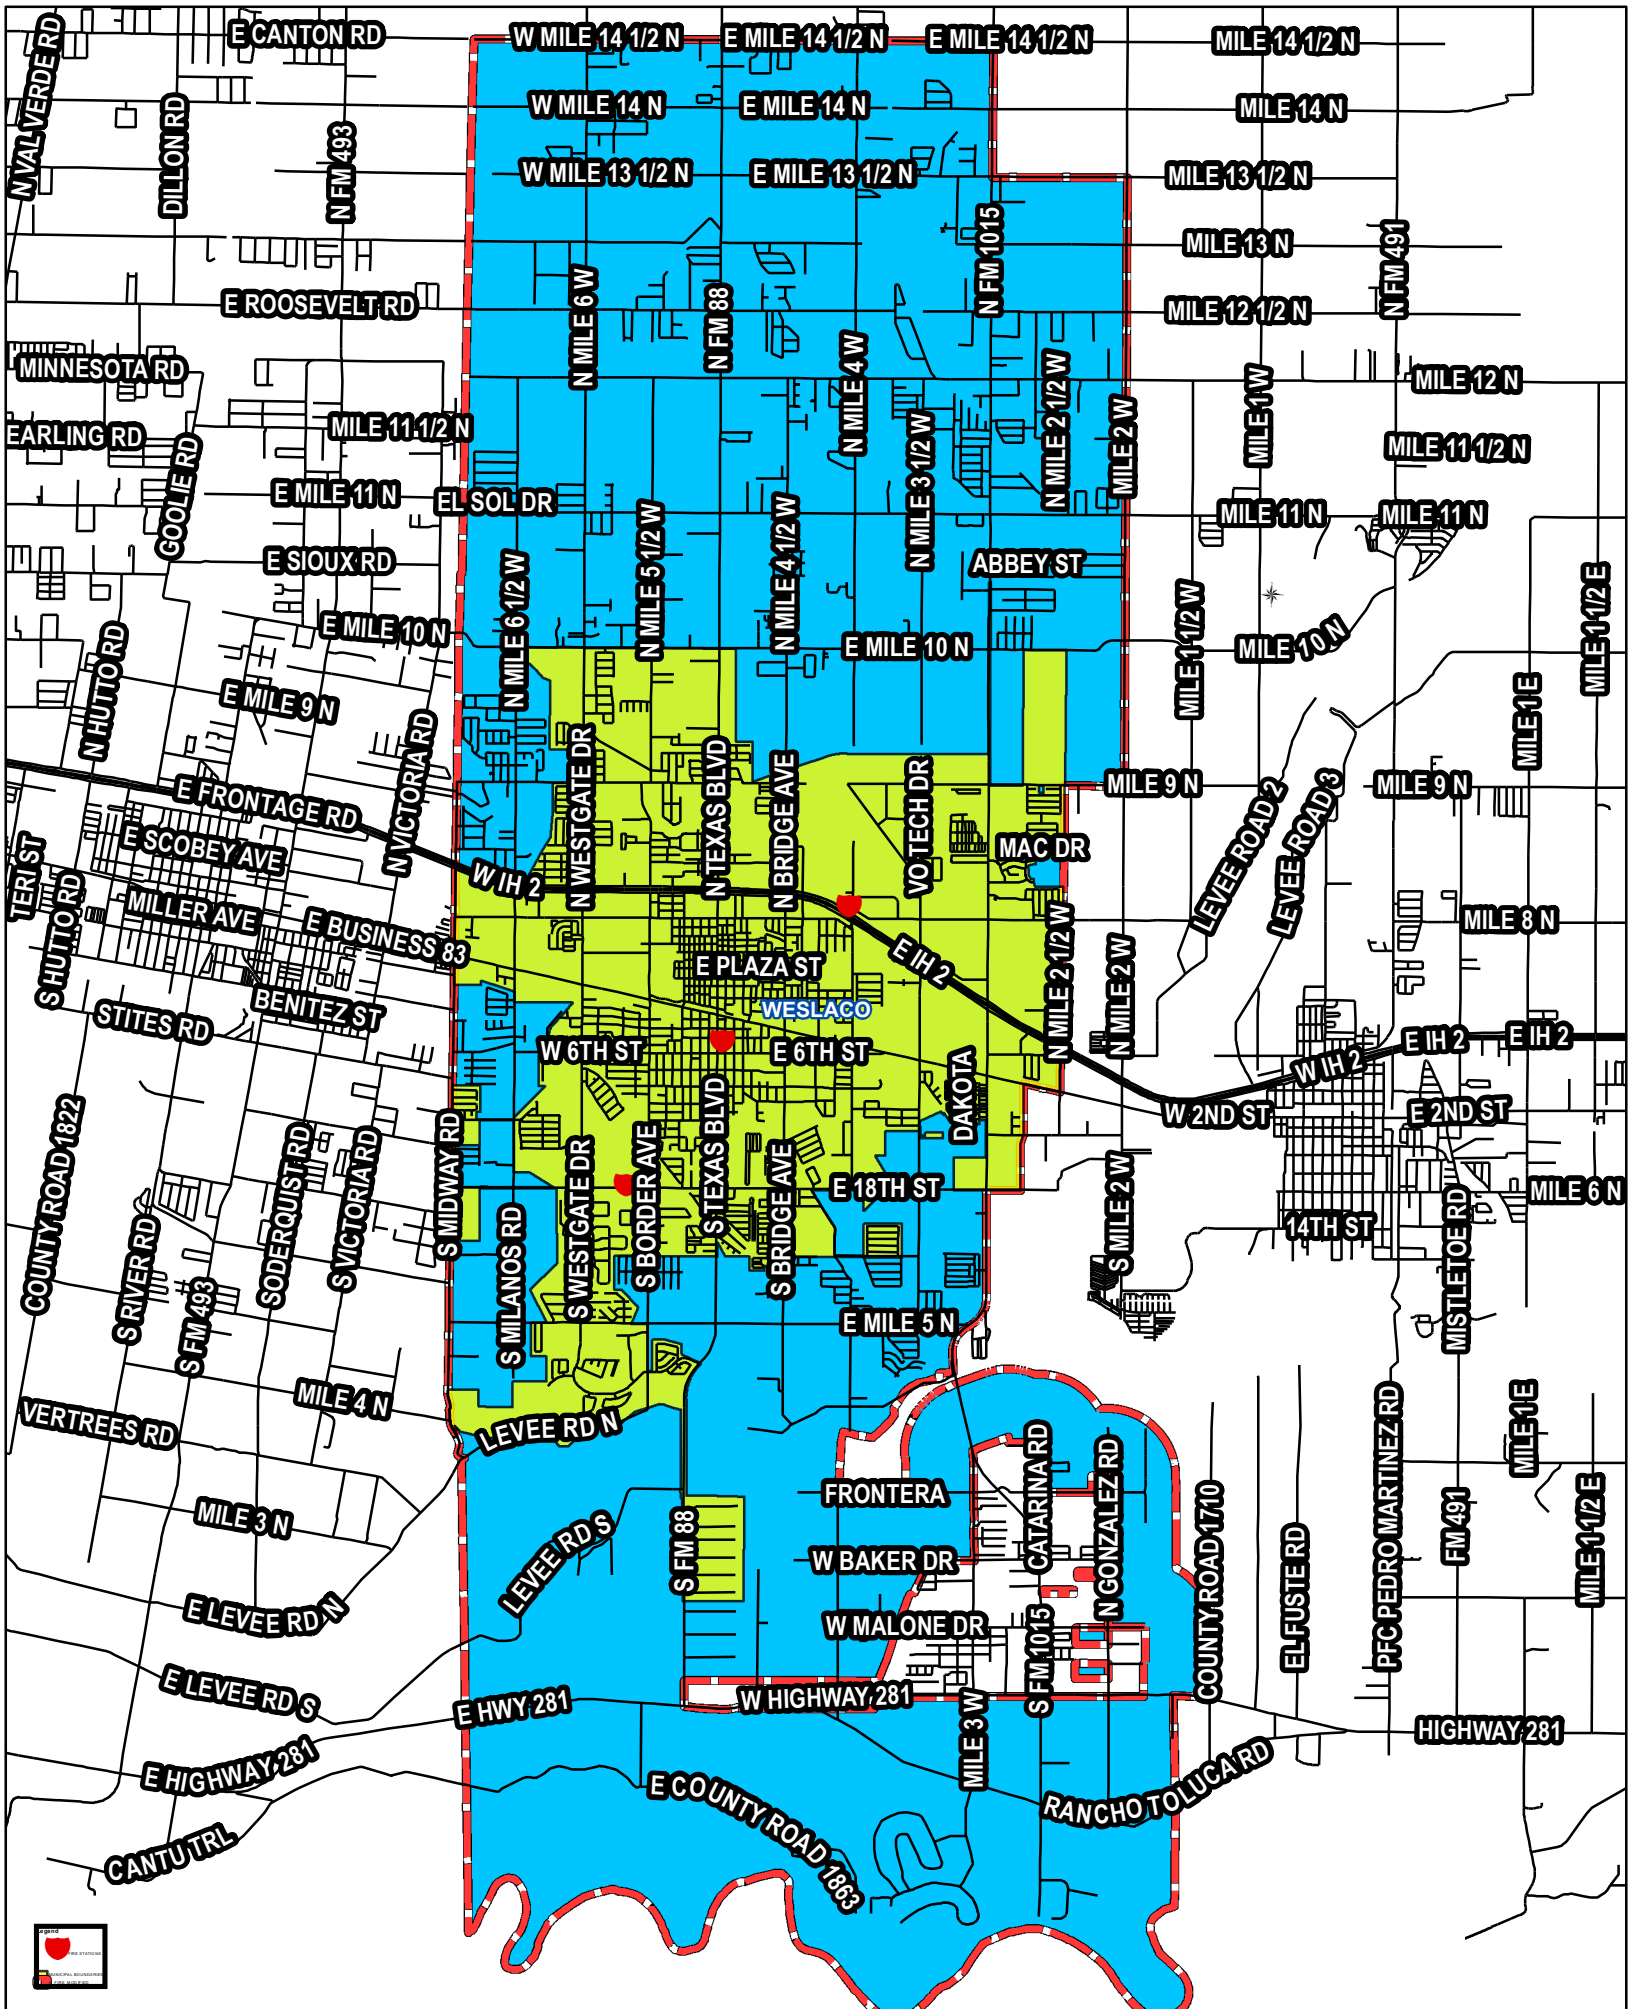 E CANTON RD
W MILE 14 1/2 N
E MILE 14 1/2 N
E MILE 14 1/2 N
MILE 14 1/2 N
N VALVERDE RD
DILLON RD
N FM 493
W MILE 14 N
E MILE 14 N
MILE 14 N
W MILE 13 1/2 N
E MILE 13 1/2 N
MILE 13 1/2 N
N FM 1015
MILE 13 N
N FM 491
E ROOSEVELT RD
N MILE 6 W
N FM 88
MILE 12 1/2 N
MINNESOTA RD
N MILE 4 W
N MILE 2 1/2 W
MILE 2 W
MILE 1 W
MILE 12 N
EARLING RD
MILE 11 1/2 N
N MILE 3 1/2 W
MILE 11 1/2 N
GOOLIE RD
E MILE 11 N
EL SOL DR
N MILE 5 1/2 W
N MILE 4 1/2 W
MILE 11 N
MILE 11 N
E SIOUX RD
N MILE 6 1/2 W
ABBEY ST
MILE 1 1/2 W
MILE 1 1/2 E
N HUTTO RD
E MILE 10 N
E MILE 10 N
MILE 10 N
E MILE 9 N
N VICTORIA RD
MILE 1 E
N WESTGATE DR
N TEXAS BLVD
N BRIDGE AVE
VO TECH DR
MILE 9 N
LEVEE ROAD 2
LEVEE ROAD 3
MILE 9 N
E FRONTAGE RD
E SCOBEY AVE
MAC DR
TERI ST
S HUTTO RD
W IH 2
MILLER AVE
E BUSINESS 83
MILE 8 N
E PLAZA ST
E IH 2
N MILE 2 1/2 W
N MILE 2 W
STITES RD
BENITEZ ST
WESLACO
W 6TH ST
E 6TH ST
DAKOTA
W IH 2
E IH 2
E IH 2
COUNTY ROAD 1822
S MIDWAY RD
S TEXAS BLVD
W 2ND ST
E 2ND ST
SODERQUIST RD
S VICTORIA RD
S WESTGATE DR
S BORDER AVE
S BRIDGE AVE
E 18TH ST
S MILE 2 W
MILE 6 N
S RIVER RD
S FM 493
S MILANOS RD
14TH ST
MISTLETOE RD
E MILE 5 N
VERTREES RD
MILE 4 N
LEVEE RD N
CATARINA RD
N GONZALEZ RD
PFC PEDRO MARTINEZ RD
MILE 1 E
MILE 3 N
LEVEE RD S
S FM 88
FRONTERA
COUNTY ROAD 1710
EL FUSTE RD
FM 491
MILE 1 1/2 E
W BAKER DR
E LEVEE RD N
W MALONE DR
S FM 1015
E LEVEE RD S
E HWY 281
W HIGHWAY 281
MILE 3 W
HIGHWAY 281
E HIGHWAY 281
E COUNTY ROAD 1863
RANCHO TOLUCA RD
CANTU TRL
FIRE STATIONS
MUNICIPAL BOUNDARIES